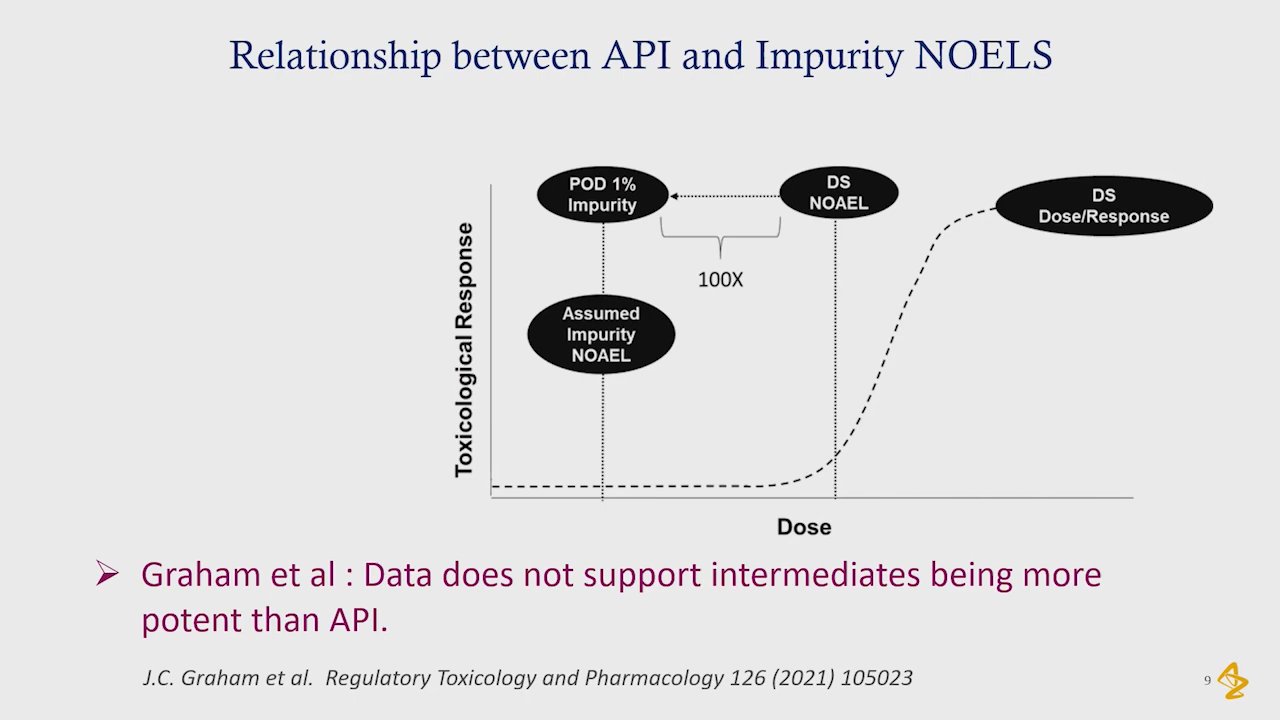 Relationship between API and Impurity NOELS
POD 1%
Impurity
DS
NOAEL
DS
Dose/Response
100X
Assumed
Impurity
NOAEL
Toxicological Response
Dose
➢ Graham et al : Data does not support intermediates being more
potent than API.
J.C. Graham et al. Regulatory Toxicology and Pharmacology 126 (2021) 105023
9